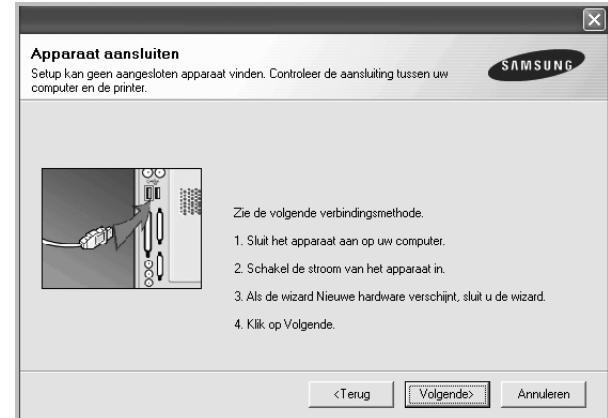 Apparaat aansluiten
Setup kan geen aangesloten apparaat vinden. Controleer de aansluiting tussen uw
computer en de printer.
SAMSUNG
Zie de volgende verbindingsmethode.
1. Sluit het apparaat aan op uw computer.
2. Schakel de stroom van het apparaat in.
3. Als de wizard Nieuwe hardware verschijnt, sluit u de wizard.
4. Klik op Volgende.
<Terug
Volgende>
Annuleren